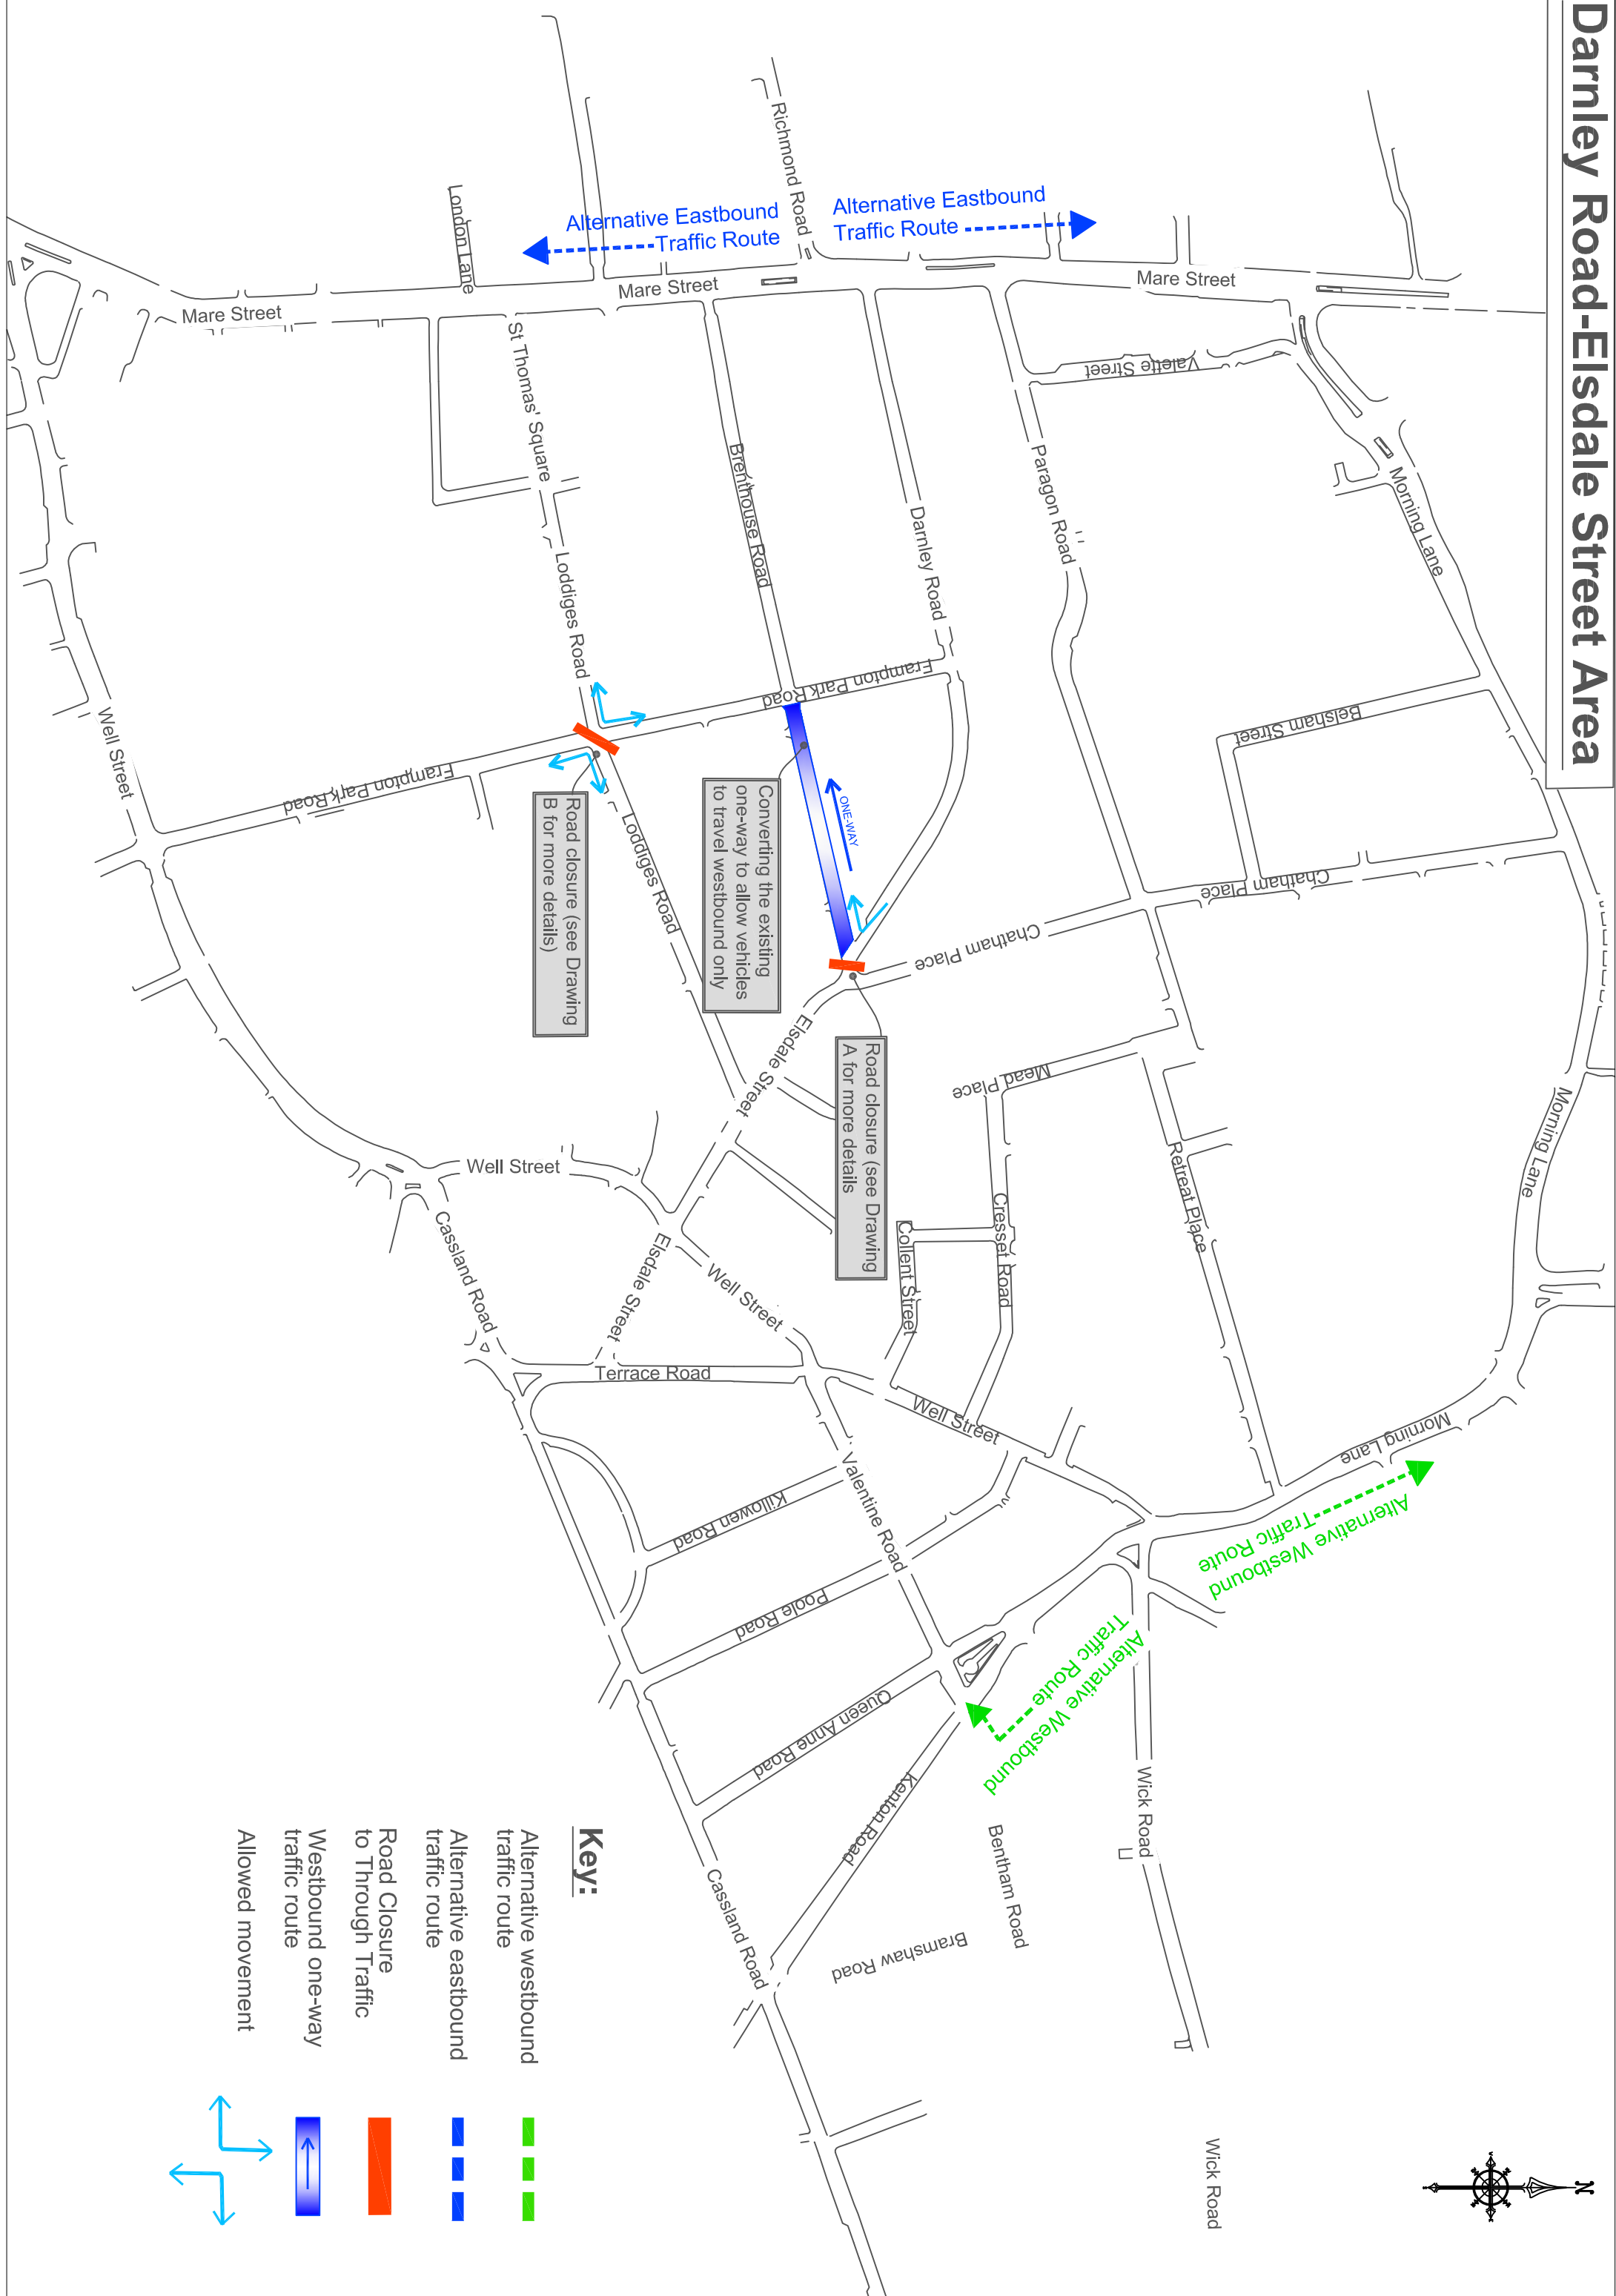 Darnley Road-Elsdale Street Area
N
Richmond Road
London Lane
Alternative Eastbound
Traffic Route
Alternative Eastbound
Traffic Route
Mare Street
Mare Street
Mare Street
Valette Street
St Thomas' Square
Brenthouse Road
Darnley Road
Paragon Road
Morning Lane
Loddiges Road
Frampton Park Road
Belsham Street
Well Street
Frampton Park Road
ONE-WAY
Converting the existing
one-way to allow vehicles
to travel westbound only
Road closure (see Drawing
B for more details)
Loddiges Road
Chatham Place
Chatham Place
Elsdale Street
Road closure (see Drawing
A for more details
Mead Place
Morning Lane
Retreat Place
Cresset Road
Collent Street
Well Street
Cassland Road
Elsdale Street
Well Street
Terrace Road
Well Street
Morning Lane
Alternative Westbound
Traffic Route
Killowen Road
Valentine Road
Poole Road
Alternative Westbound
Traffic Route
Queen Anne Road
Kenton Road
Wick Road
Bentham Road
Bramshaw Road
Cassland Road
Wick Road
Key:
Alternative westbound
traffic route
Alternative eastbound
traffic route
Road Closure
to Through Traffic
Westbound one-way
traffic route
Allowed movement